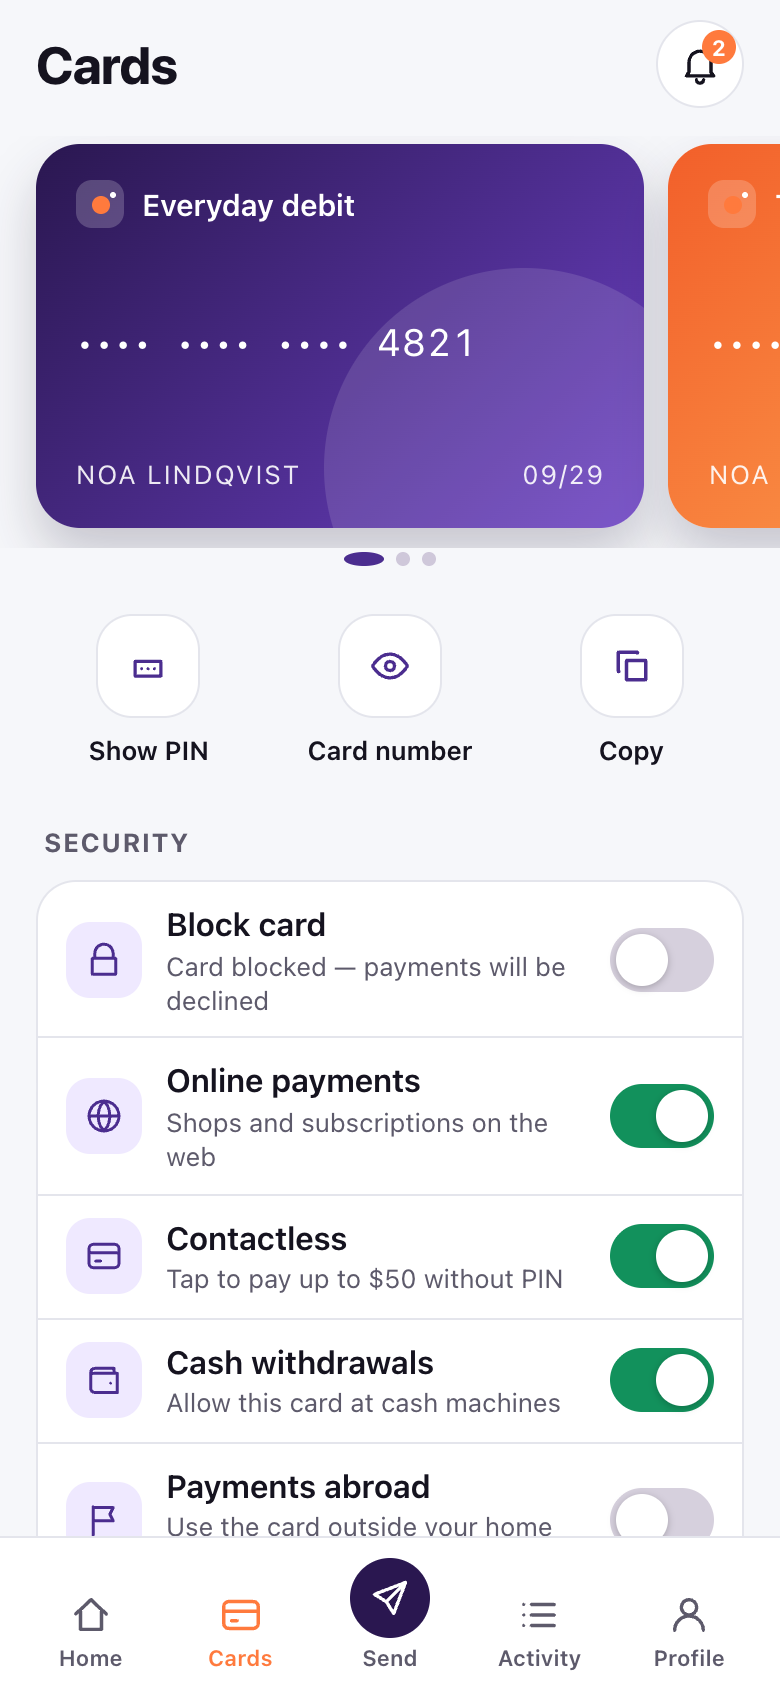 Cards
2
Everyday debit
•••• •••• •••• 4821
••••
NOA LINDQVIST 09/29
NOA
Show PIN
Card number
Copy
SECURITY
Block card
Card blocked — payments will be
declined
Online payments
Shops and subscriptions on the
web
Contactless
Tap to pay up to $50 without PIN
Cash withdrawals
Allow this card at cash machines
Payments abroad
Use the card outside your home
Home
Cards
Send
Activity
Profile